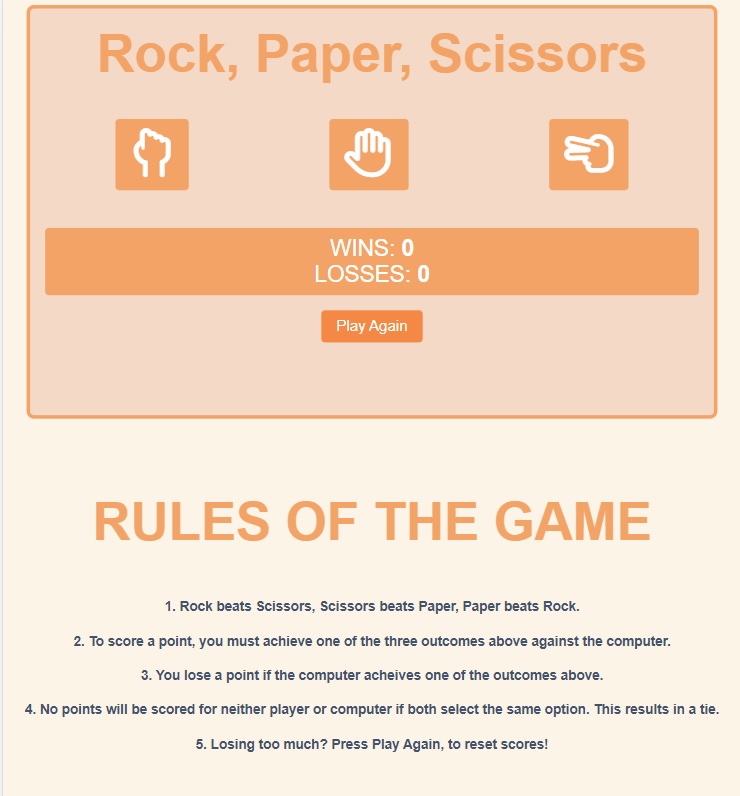 Rock, Paper, Scissors
WINS: 0
LOSSES: 0
Play Again
RULES OF THE GAME
1. Rock beats Scissors, Scissors beats Paper, Paper beats Rock.
2. To score a point, you must achieve one of the three outcomes above against the computer.
3. You lose a point if the computer acheives one of the outcomes above.
4. No points will be scored for neither player or computer if both select the same option. This results in a tie.
5. Losing too much? Press Play Again, to reset scores!